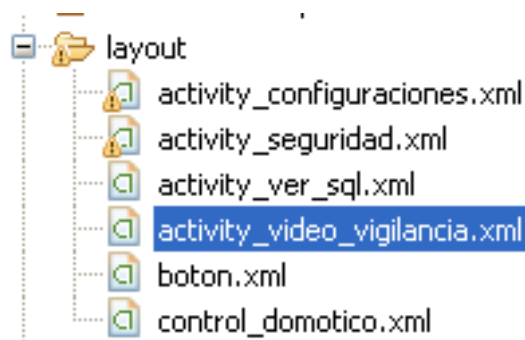 layout
activity_configuraciones.xml
activity_seguridad.xml
activity_ver_sql.xml
activity_video_vigilancia.xml
boton.xml
control_domotico.xml